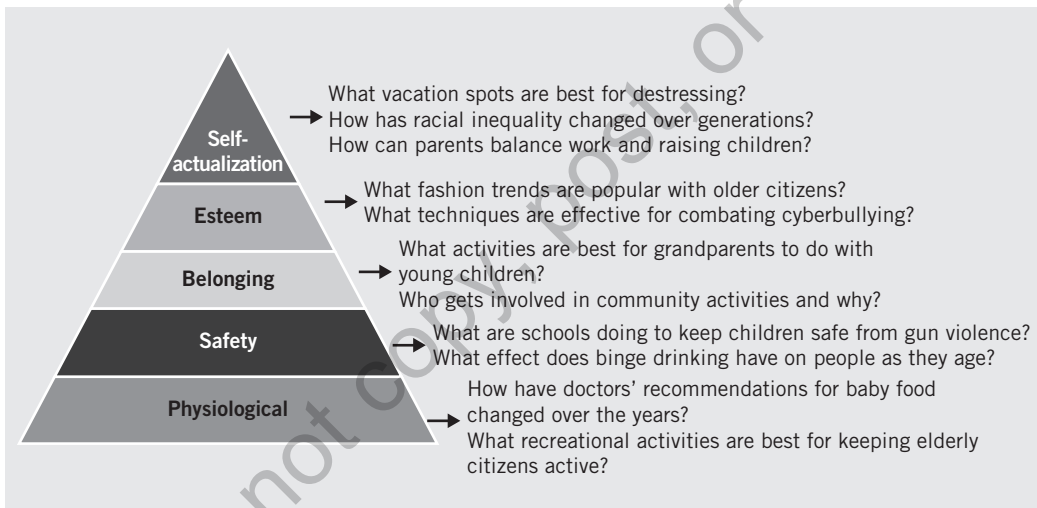 What vacation spots are best for destressing?
How has racial inequality changed over generations?
How can parents balance work and raising children?
Self-
actualization
What fashion trends are popular with older citizens?
What techniques are effective for combating cyberbullying?
Esteem
What activities are best for grandparents to do with
young children?
Who gets involved in community activities and why?
Belonging
What are schools doing to keep children safe from gun violence?
What effect does binge drinking have on people as they age?
Safety
How have doctors’ recommendations for baby food
changed over the years?
What recreational activities are best for keeping elderly
citizens active?
Physiological
not copy, post, or